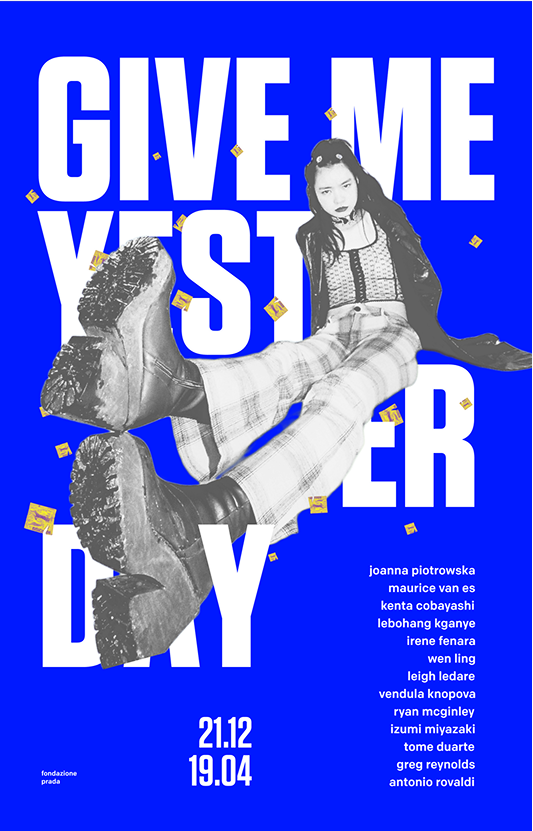 GIVE ME
YEST
ER
DAY
joanna piotrowska
maurice van es
kenta cobayashi
lebohang kganye
irene fenara
wen ling
leigh ledare
vendula knopova
ryan mcginley
izumi miyazaki
tome duarte
greg reynolds
antonio rovaldi
21.12
19.04
fondazione
prada